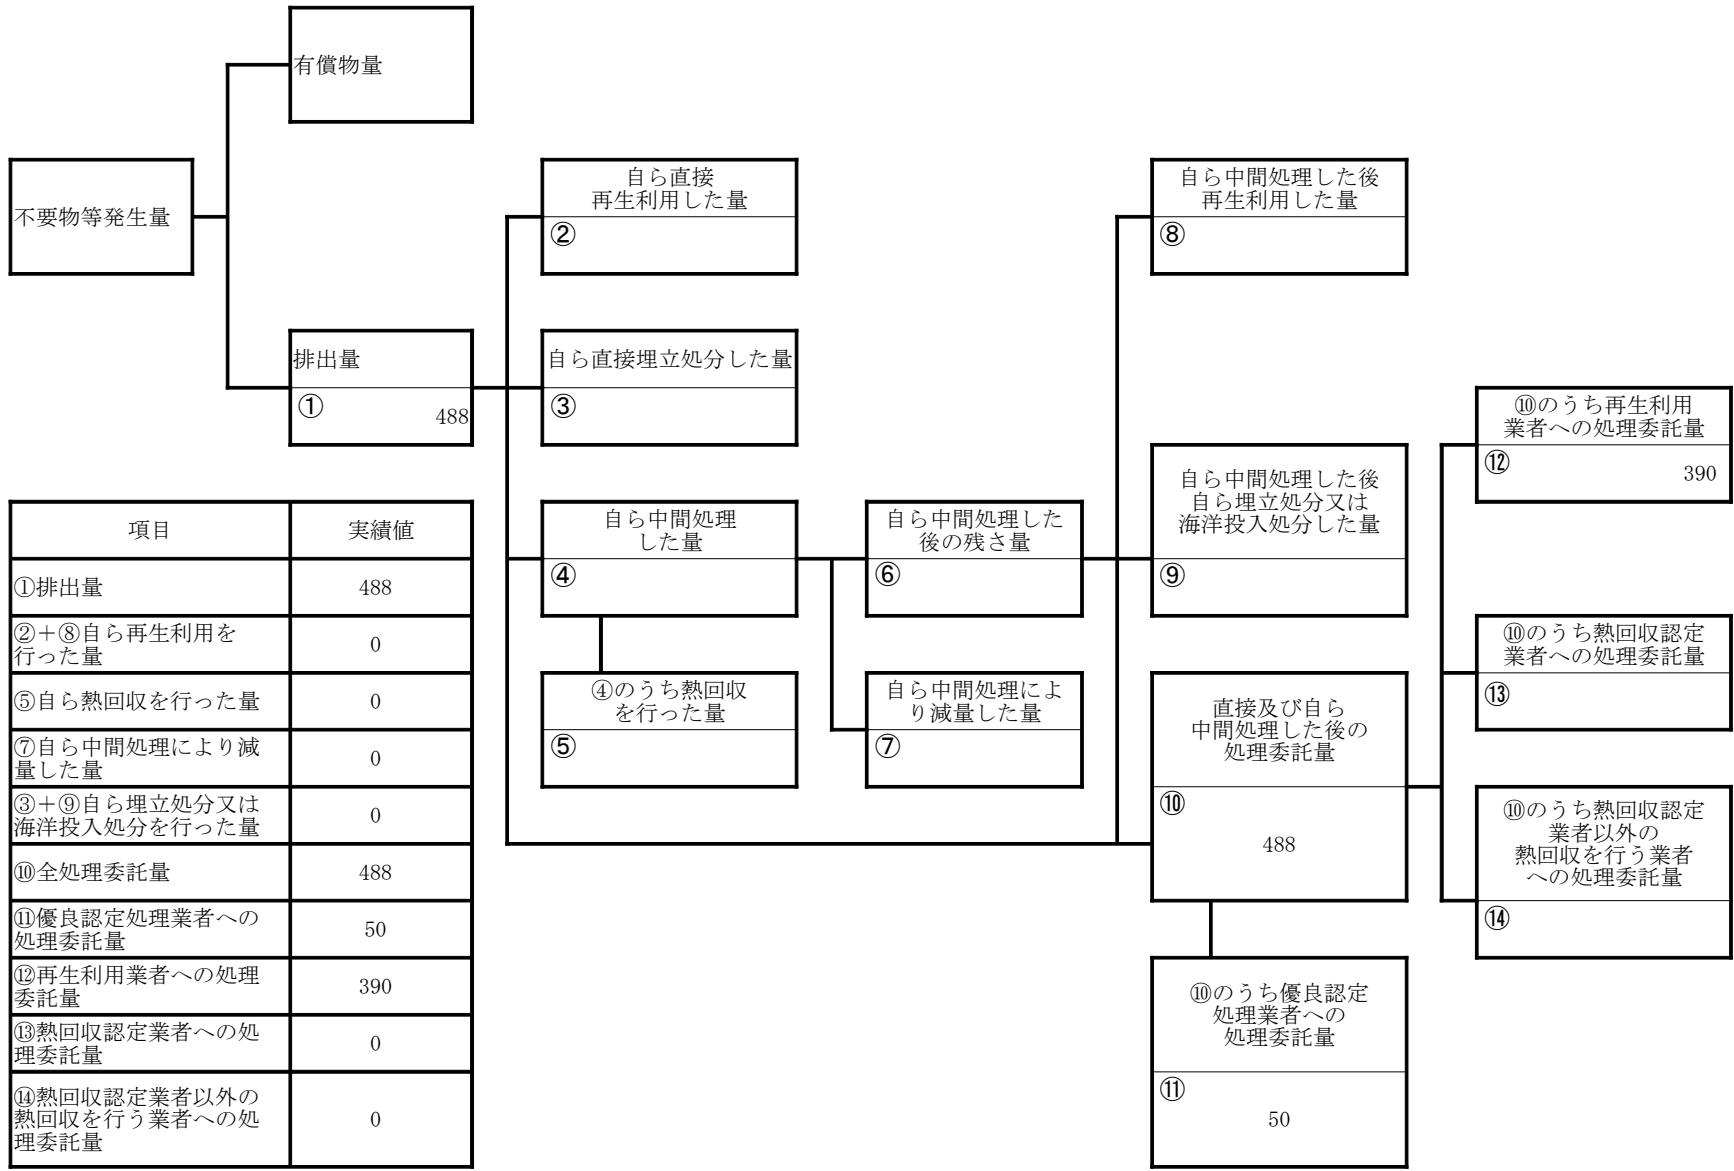 有償物量
不要物等発生量
自ら直接
再生利用した量
②
自ら中間処理した後
再生利用した量
⑧
排出量
①
488
自ら直接埋立処分した量
③
⑩のうち再生利用
業者への処理委託量
⑫
390
自ら中間処理
した量
④
自ら中間処理した
後の残さ量
⑥
自ら中間処理した後
自ら埋立処分又は
海洋投入処分した量
⑨
⑩のうち熱回収認定
業者への処理委託量
⑬
④のうち熱回収
を行った量
⑤
自ら中間処理によ
り減量した量
⑦
直接及び自ら
中間処理した後の
処理委託量
⑩
488
⑩のうち熱回収認定
業者以外の
熱回収を行う業者
への処理委託量
⑭
⑩のうち優良認定
処理業者への
処理委託量
⑪
50
項目 実績値
①排出量 488
②＋⑧自ら再生利用を
行った量 0
⑤自ら熱回収を行った量 0
⑦自ら中間処理により減
量した量 0
③＋⑨自ら埋立処分又は
海洋投入処分を行った量 0
⑩全処理委託量 488
⑪優良認定処理業者への
処理委託量 50
⑫再生利用業者への処理
委託量 390
⑬熱回収認定業者への処
理委託量 0
⑭熱回収認定業者以外の
熱回収を行う業者への処
理委託量 0